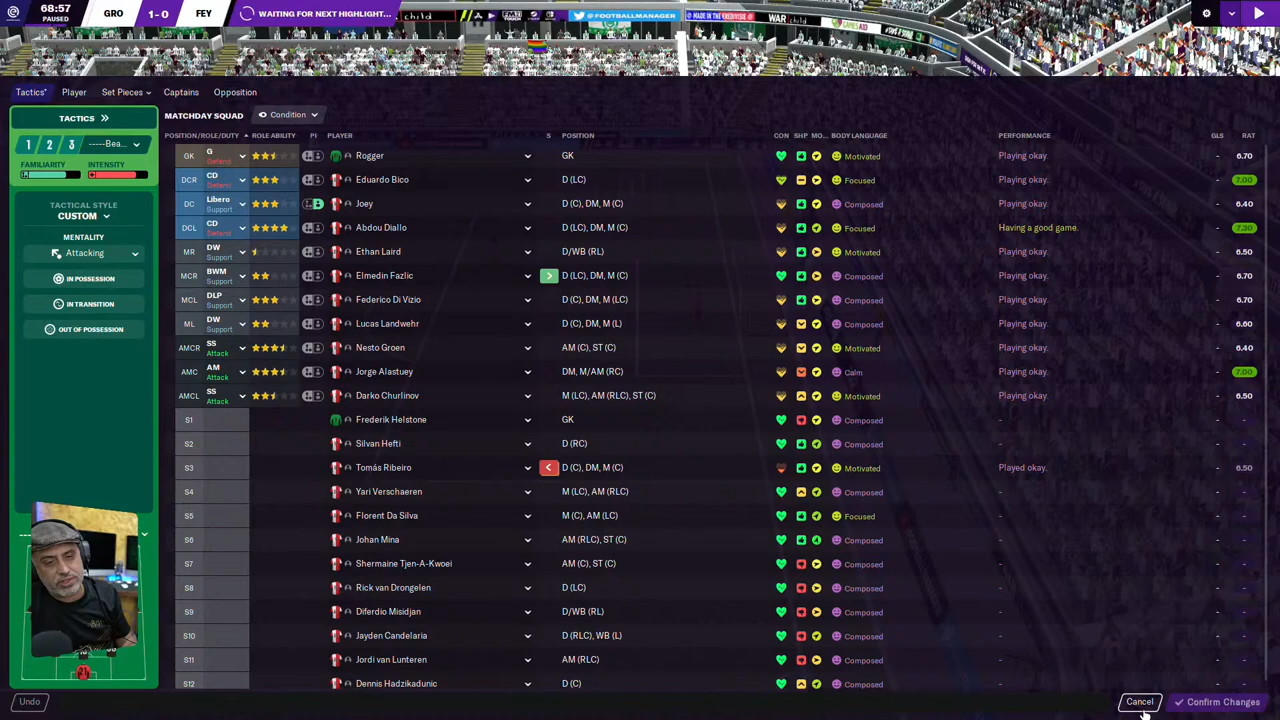 68:57
PAUSED
GRO 1 - 0 FEY
WAITING FOR NEXT HIGHLIGHT...
@FOOTBALLMANAGER
WAR child
GAMES AID
Tactics* Player Set Pieces Captains Opposition
TACTICS
1 2 3 -----Bea...
FAMILIARITY INTENSITY
TACTICAL STYLE
CUSTOM
MENTALITY
Attacking
IN POSSESSION
IN TRANSITION
OUT OF POSSESSION
MATCHDAY SQUAD Condition
POSITION/ROLE/DUTY ROLE ABILITY PI PLAYER S POSITION CON SHP MO... BODY LANGUAGE PERFORMANCE GLS RAT
GK G Defend Rogger GK Motivated Playing okay. - 6.70
DCR CD Defend Eduardo Bico D (LC) Focused Playing okay. - 7.00
DC Libero Support Joey D (C), DM, M (C) Composed Playing okay. - 6.40
DCL CD Defend Abdou Diallo D (LC), DM, M (C) Focused Having a good game. - 7.30
MR DW Support Ethan Laird D/WB (RL) Motivated Playing okay. - 6.50
MCR BWM Support Elmedin Fazlic D (LC), DM, M (C) Composed Playing okay. - 6.70
MCL DLP Support Federico Di Vizio D (C), DM, M (LC) Composed Playing okay. - 6.70
ML DW Support Lucas Landwehr D (C), DM, M (L) Composed Playing okay. - 6.60
AMCR SS Attack Nesto Groen AM (C), ST (C) Motivated Playing okay. - 6.40
AMC AM Attack Jorge Alastuey DM, M/AM (RC) Calm Playing okay. - 7.00
AMCL SS Attack Darko Churlinov M (LC), AM (RLC), ST (C) Motivated Playing okay. - 6.50
S1 Frederik Helstone GK Composed - - -
S2 Silvan Hefti D (RC) Composed - - -
S3 Tomás Ribeiro D (C), DM, M (C) Motivated Played okay. - 6.50
S4 Yari Verschaeren M (LC), AM (RLC) Composed - - -
S5 Florent Da Silva M (C), AM (LC) Focused - - -
S6 Johan Mina AM (RLC), ST (C) Composed - - -
S7 Shermaine Tjen-A-Kwoei AM (C), ST (C) Composed - - -
S8 Rick van Drongelen D (LC) Composed - - -
S9 Diferdio Misidjan D/WB (RL) Composed - - -
S10 Jayden Candelaria D (RLC), WB (L) Composed - - -
S11 Jordi van Lunteren AM (RLC) Composed - - -
S12 Dennis Hadzikadunic D (C) Composed - - -
21
Undo Cancel Confirm Changes